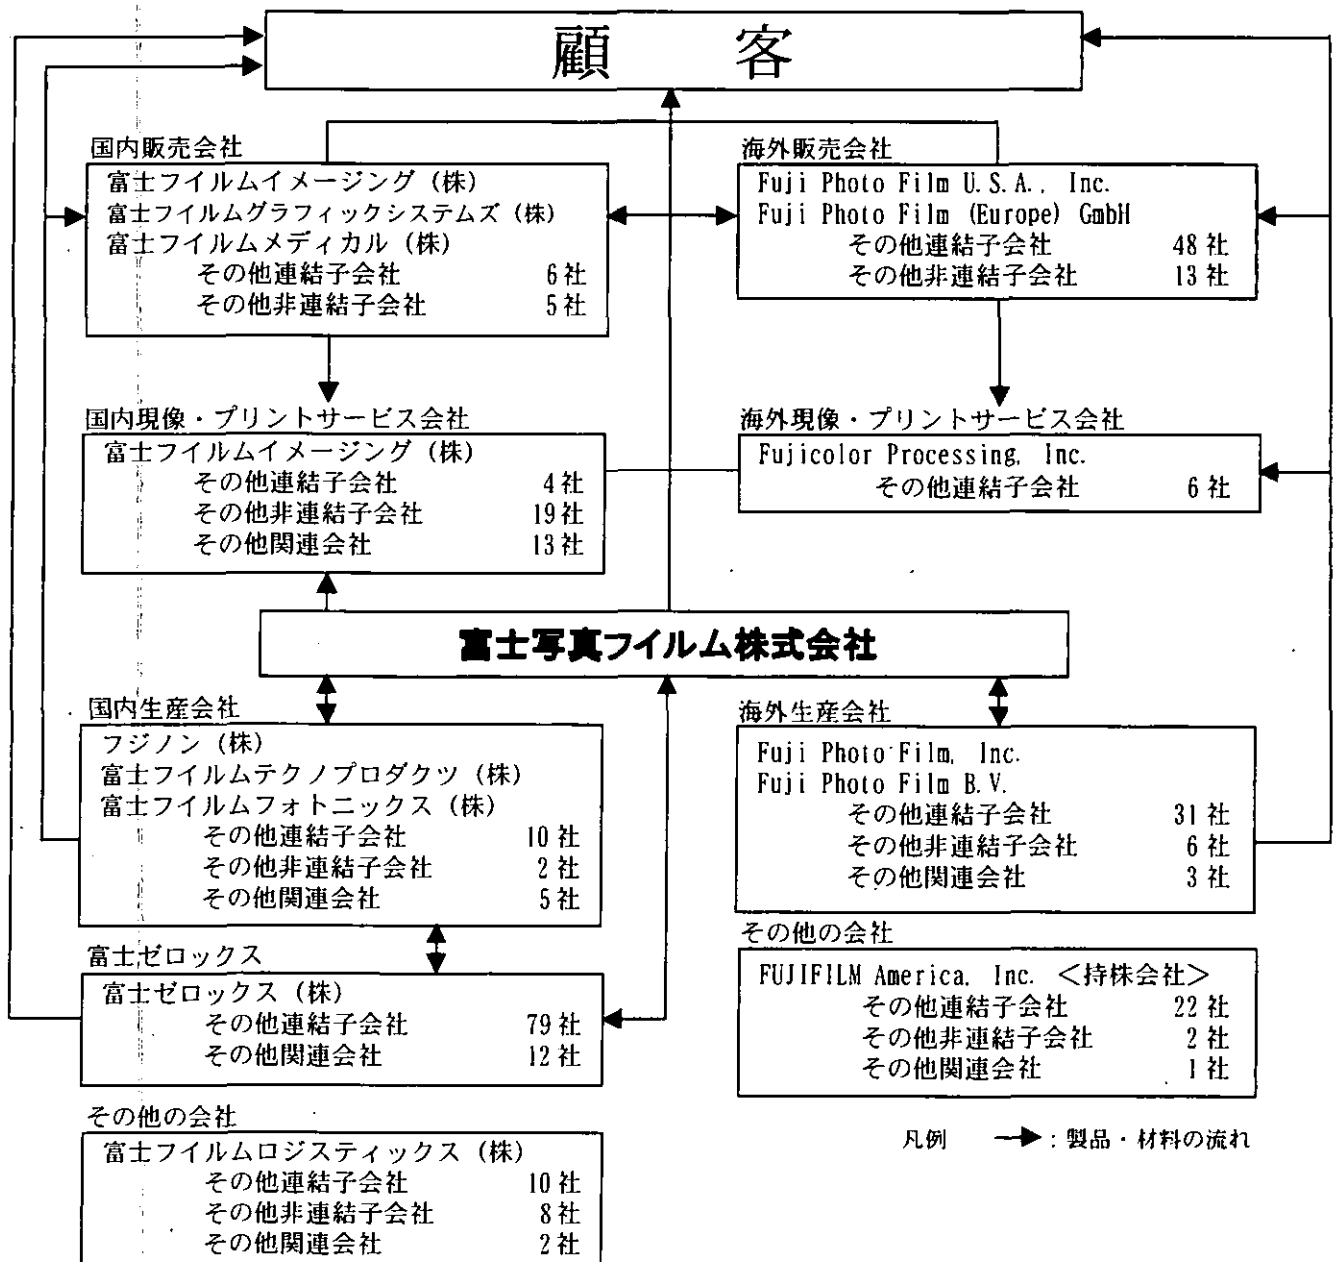 顧 客
国内販売会社
富士フイルムイメージング (株)
富士フイルムグラフィックシステムズ (株)
富士フイルムメディカル (株)
その他連結子会社 6社
その他非連結子会社 5社
海外販売会社
Fuji Photo Film U.S.A., Inc.
Fuji Photo Film (Europe) GmbH
その他連結子会社 48社
その他非連結子会社 13社
国内現像・プリントサービス会社
富士フイルムイメージング (株)
その他連結子会社 4社
その他非連結子会社 19社
その他関連会社 13社
海外現像・プリントサービス会社
Fujicolor Processing, Inc.
その他連結子会社 6社
富士写真フイルム株式会社
国内生産会社
フジノン (株)
富士フイルムテクノプロダクツ (株)
富士フイルムフォトニックス (株)
その他連結子会社 10社
その他非連結子会社 2社
その他関連会社 5社
海外生産会社
Fuji Photo Film, Inc.
Fuji Photo Film B.V.
その他連結子会社 31社
その他非連結子会社 6社
その他関連会社 3社
富士ゼロックス
富士ゼロックス (株)
その他連結子会社 79社
その他関連会社 12社
その他の会社
FUJIFILM America, Inc. <持株会社>
その他連結子会社 22社
その他非連結子会社 2社
その他関連会社 1社
その他の会社
富士フイルムロジスティックス (株)
その他連結子会社 10社
その他非連結子会社 8社
その他関連会社 2社
凡例 →:製品・材料の流れ